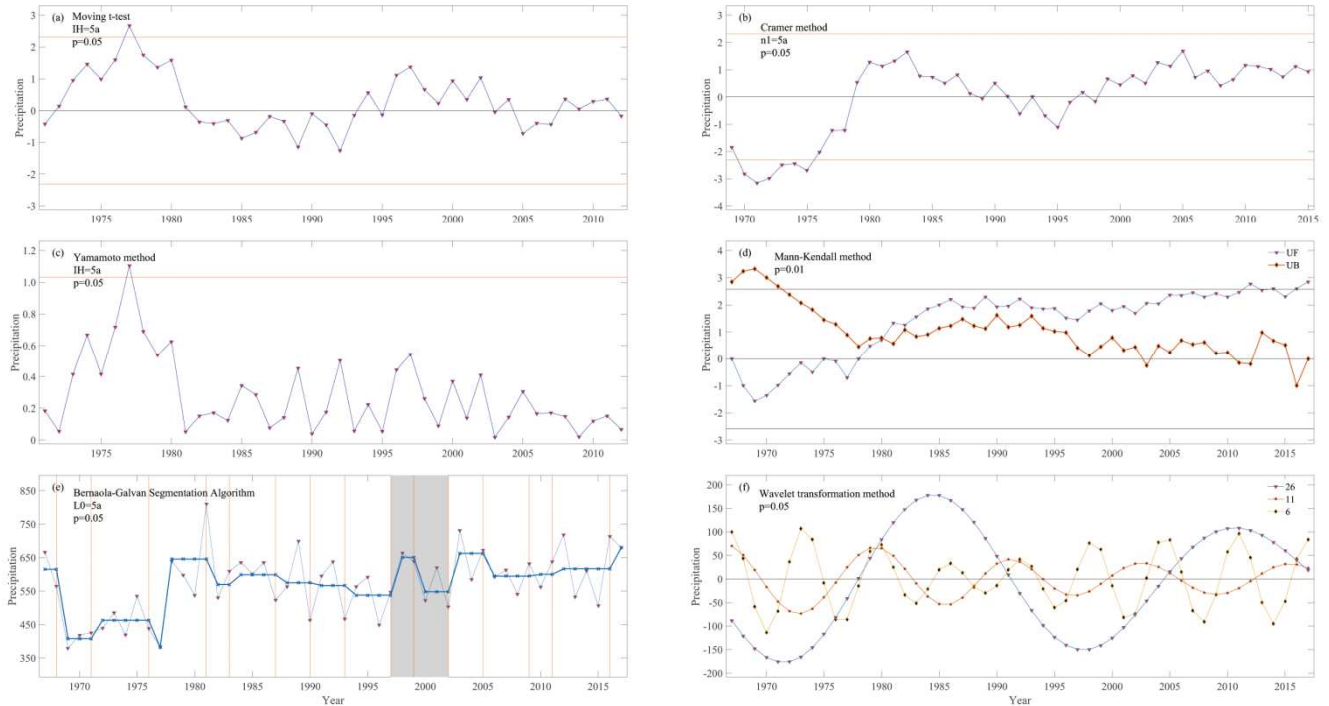 (a) Moving t-test
IH=5a
p=0.05
Precipitation
3
2
1
0
-1
-2
-3
1975 1980 1985 1990 1995 2000 2005 2010
(b) Cramer method
n1=5a
p=0.05
Precipitation
4
3
2
1
0
-1
-2
-3
-4
1970 1975 1980 1985 1990 1995 2000 2005 2010 2015
(c) Yamoto method
IH=5a
p=0.05
Precipitation
1.2
1.0
0.8
0.6
0.4
0.2
0
1975 1980 1985 1990 1995 2000 2005 2010
(d) Mann-Kendall method
p=0.01
UF
UB
Precipitation
4
3
2
1
0
-1
-2
-3
1970 1975 1980 1985 1990 1995 2000 2005 2010 2015
(e) Bernaola-Galvan Segmentation Algorithm
L0=5a
p=0.05
Precipitation
850
750
650
550
450
350
1970 1975 1980 1985 1990 1995 2000 2005 2010 2015
Year
(f) Wavelet transformation method
p=0.05
26
11
6
Precipitation
200
150
100
50
0
-50
-100
-150
-200
1970 1975 1980 1985 1990 1995 2000 2005 2010 2015
Year